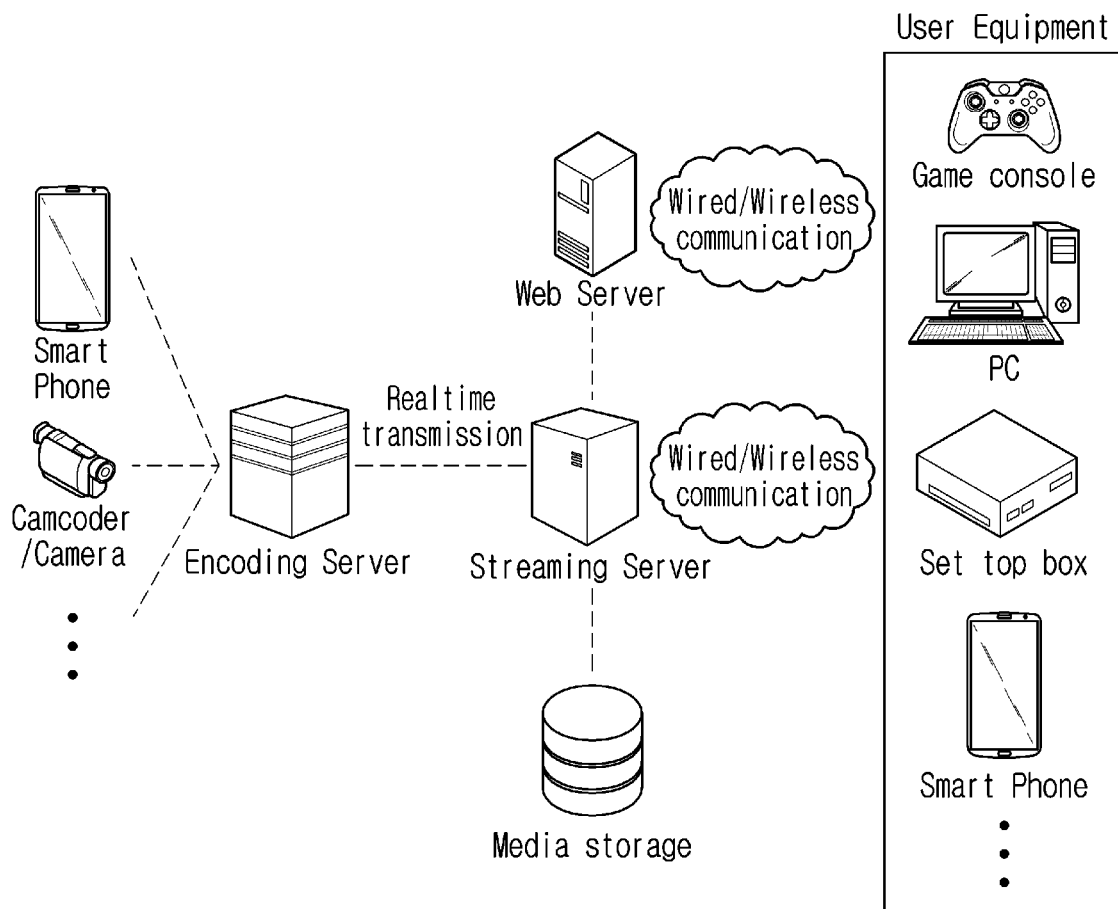 User Equipment
Game console
Wired/Wireless
communication
Web Server
PC
Smart
Phone
Realtime
transmission
Wired/Wireless
communication
Camcoder
/Camera
Encoding Server
Streaming Server
Set top box
Smart Phone
Media storage